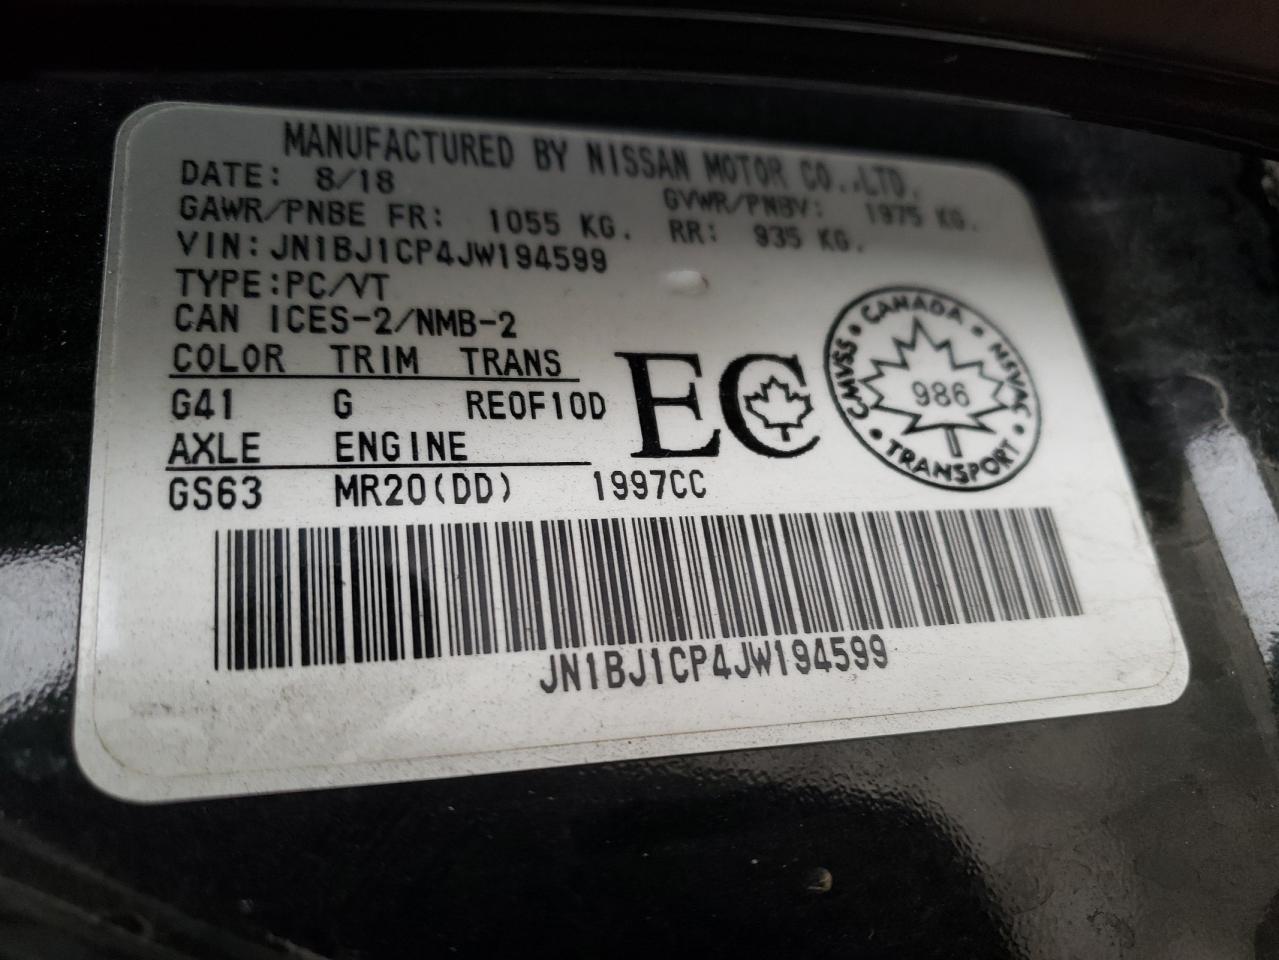 MANUFACTURED BY NISSAN MOTOR CO.,LTD.
DATE: 8/18 GVWR/PNBV: 1975 KG.
GAWR/PNBE FR: 1055 KG. RR: 935 KG.
VIN:JN1BJ1CP4JW194599
TYPE:PC/VT
CAN ICES-2/NMB-2
COLOR TRIM TRANS
G41 G RE0F10D
AXLE ENGINE
GS63 MR20(DD) 1997CC
EC
CANADA
CMVSS • NSVAC
986
TRANSPORT
JN1BJ1CP4JW194599